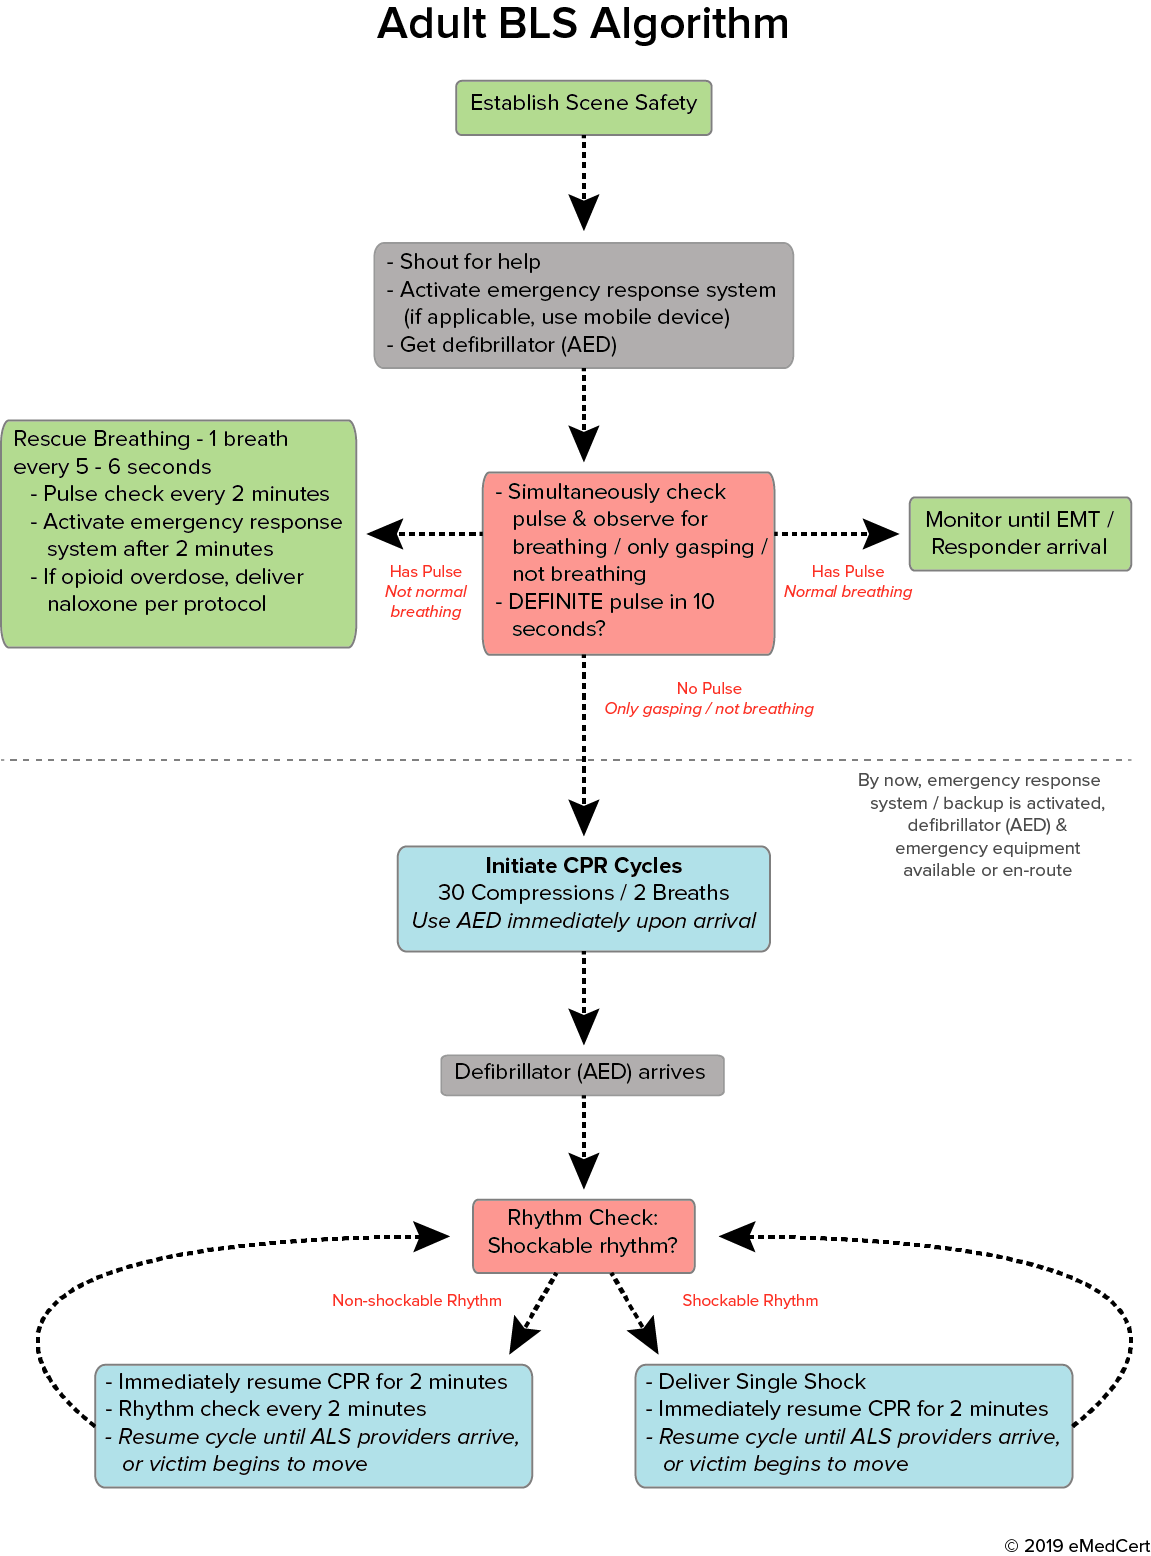 Adult BLS Algorithm
Establish Scene Safety
- Shout for help
- Activate emergency response system
(if applicable, use mobile device)
- Get defibrillator (AED)
Rescue Breathing - 1 breath
every 5 - 6 seconds
- Pulse check every 2 minutes
- Activate emergency response
system after 2 minutes
- If opioid overdose, deliver
naloxone per protocol
Has Pulse
Not normal
breathing
- Simultaneously check
pulse & observe for
breathing / only gasping /
not breathing
- DEFINITE pulse in 10
seconds?
Has Pulse
Normal breathing
Monitor until EMT /
Responder arrival
No Pulse
Only gasping / not breathing
By now, emergency response
system / backup is activated,
defibrillator (AED) &
emergency equipment
available or en-route
Initiate CPR Cycles
30 Compressions / 2 Breaths
Use AED immediately upon arrival
Defibrillator (AED) arrives
Rhythm Check:
Shockable rhythm?
Non-shockable Rhythm
Shockable Rhythm
- Immediately resume CPR for 2 minutes
- Rhythm check every 2 minutes
- Resume cycle until ALS providers arrive,
or victim begins to move
- Deliver Single Shock
- Immediately resume CPR for 2 minutes
- Resume cycle until ALS providers arrive,
or victim begins to move
© 2019 eMedCert